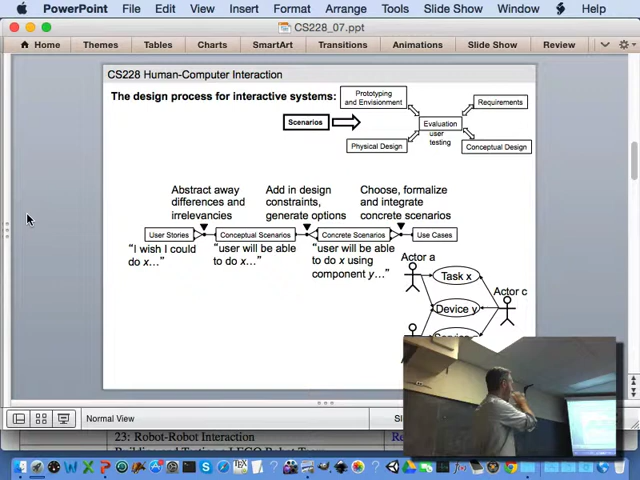 PowerPoint File Edit View Insert Format Arrange Tools Slide Show Window Help
CS228_07.ppt
Home Themes Tables Charts SmartArt Transitions Animations Slide Show Review
CS228 Human-Computer Interaction
The design process for interactive systems:
Prototyping
and Envisionment
Requirements
Scenarios
Evaluation
user
testing
Physical Design
Conceptual Design
Abstract away
differences and
irrelevancies
Add in design
constraints,
generate options
Choose, formalize
and integrate
concrete scenarios
User Stories
Conceptual Scenarios
Concrete Scenarios
Use Cases
“I wish I could
do x…”
“user will be able
to do x…”
“user will be able
to do x using
component y…”
Actor a
Task x
Actor c
Device y
Normal View
23: Robot-Robot Interaction